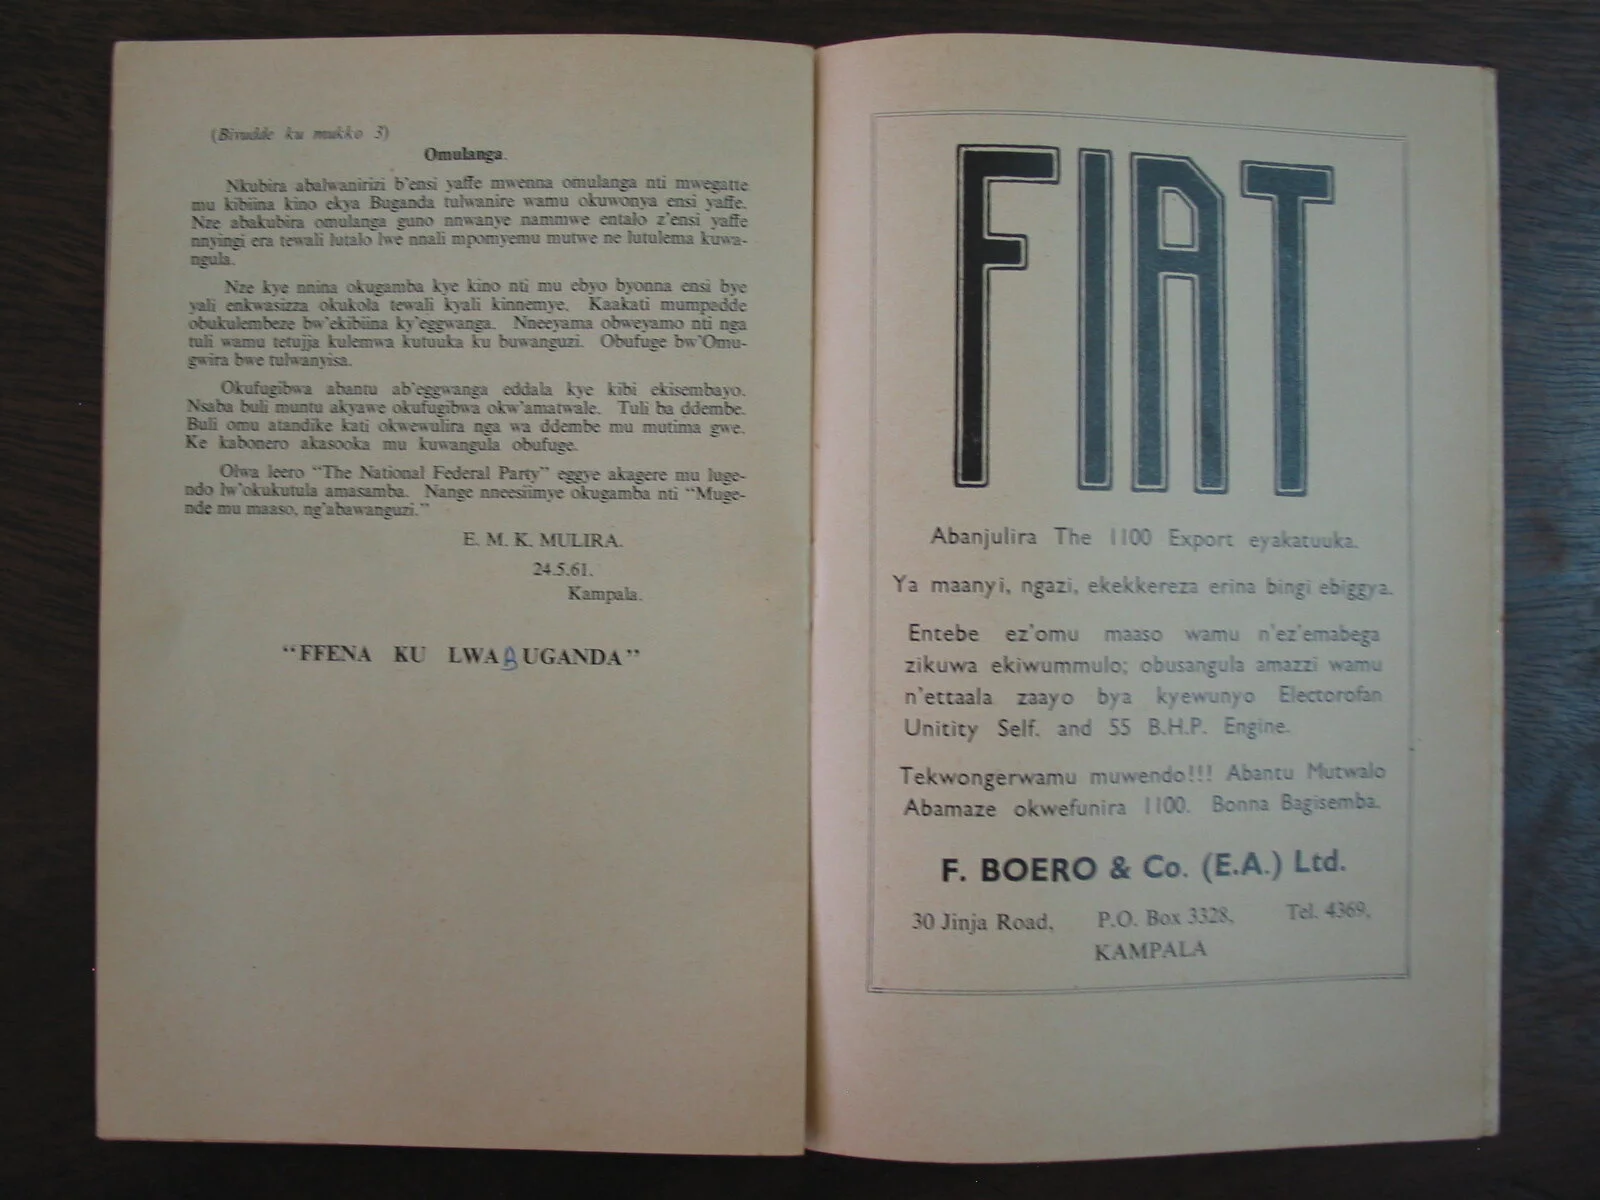 (Bivudde ku mukko 3)
Omulanga.
Nkubira abalwanirizi b'ensi yaffe mwenna omulanga nti mwegatte
mu kibiina kino ekya Buganda tulwanire wamu okuwonya ensi yaffe.
Nze abakubira omulanga guno nnwanye nammwe entalo z'ensi yaffe
nnyingi era tewali lutalo lwe nnali mpomyemu mutwe ne lutulema kuwa-
ngula.
Nze kye nnina okugamba kye kino nti mu ebyo byonna ensi bye
yali enkwasizza okukola tewali kyali kinnemye. Kaakati mumpedde
obukulembeze bw'ekibiina ky'eggwanga. Nneeyama obweyamo nti nga
tuli wamu tetujja kulemwa kutuuka ku buwanguzi. Obufuge bw'Omu-
gwira bwe tulwanyisa.
Okufugibwa abantu ab'eggwanga eddala kye kibi ekisembayo.
Nsaba buli muntu akyawe okufugibwa okw'amatwale. Tuli ba ddembe.
Buli omu atandike kati okwewulira nga wa ddembe mu mutima gwe.
Ke kabonero akasooka mu kuwangula obufuge.
Olwa leero "The National Federal Party" eggye akagere mu luge-
ndo lw'okukutula amasamba. Nange nneesiimye okugamba nti "Muge-
nde mu maaso, ng'abawanguzi."
E. M. K. MULIRA.
24.5.61.
Kampala.
"FFENA KU LWA B UGANDA"
FIAT
Abanjulira The 1100 Export eyakatuuka.
Ya maanyi, ngazi, ekekkereza erina bingi ebiggya.
Entebe ez'omu maaso wamu n'ez'emabega
zikuwa ekiwummulo; obusangula amazzi wamu
n'ettaala zaayo bya kyewunyo Electorofan
Unitity Self. and 55 B.H.P. Engine.
Tekwongerwamu muwendo!!! Abantu Mutwalo
Abamaze okwefunira 1100. Bonna Bagisemba.
F. BOERO & Co. (E.A.) Ltd.
30 Jinja Road, P.O. Box 3328, Tel. 4369,
KAMPALA